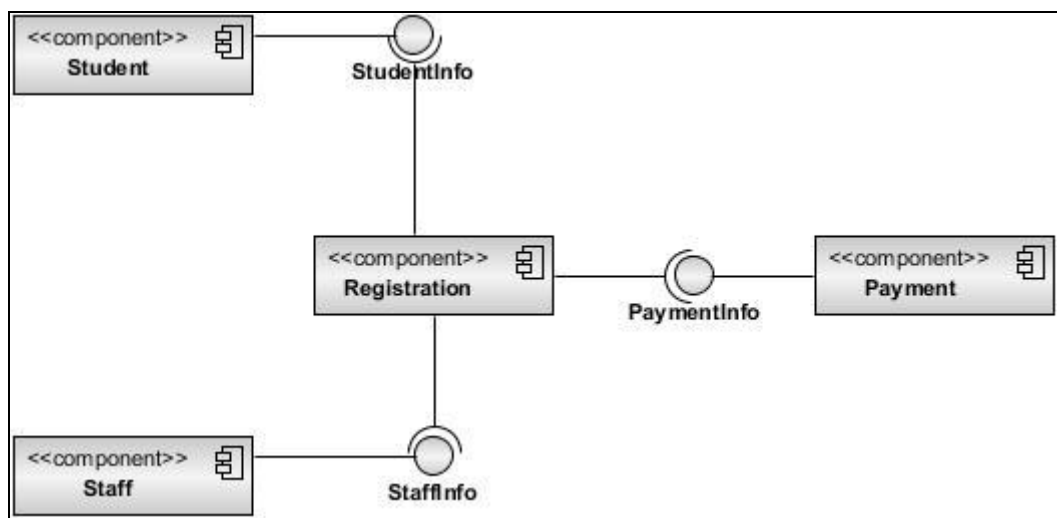 <<component>>
Student
StudentInfo
<<component>>
Registration
PaymentInfo
<<component>>
Payment
<<component>>
Staff
StaffInfo